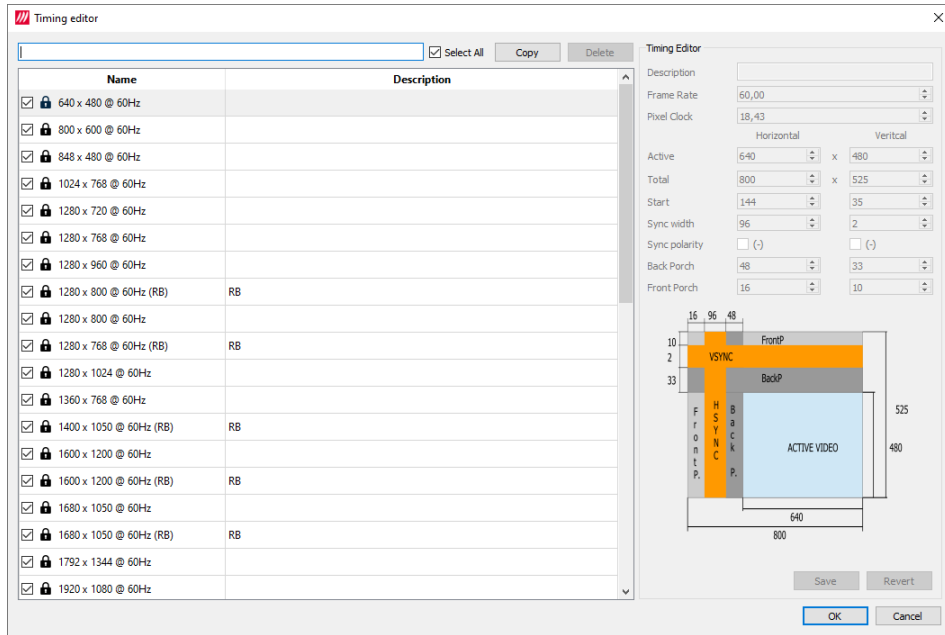 Timing editor
Select All Copy Delete
Name Description
640 x 480 @ 60Hz
800 x 600 @ 60Hz
848 x 480 @ 60Hz
1024 x 768 @ 60Hz
1280 x 720 @ 60Hz
1280 x 768 @ 60Hz
1280 x 960 @ 60Hz
1280 x 800 @ 60Hz (RB) RB
1280 x 800 @ 60Hz
1280 x 768 @ 60Hz (RB) RB
1280 x 1024 @ 60Hz
1360 x 768 @ 60Hz
1400 x 1050 @ 60Hz (RB) RB
1600 x 1200 @ 60Hz
1600 x 1200 @ 60Hz (RB) RB
1680 x 1050 @ 60Hz
1680 x 1050 @ 60Hz (RB) RB
1792 x 1344 @ 60Hz
1920 x 1080 @ 60Hz
Timing Editor
Description
Frame Rate 60,00
Pixel Clock 18,43
Horizontal Veritcal
Active 640 x 480
Total 800 x 525
Start 144 35
Sync width 96 2
Sync polarity (-) (-)
Back Porch 48 33
Front Porch 16 10
16 96 48
10 FrontP
2 VSYNC
33 BackP
FrontP.
HSYNC
Back P.
ACTIVE VIDEO
525
480
640
800
Save Revert
OK Cancel